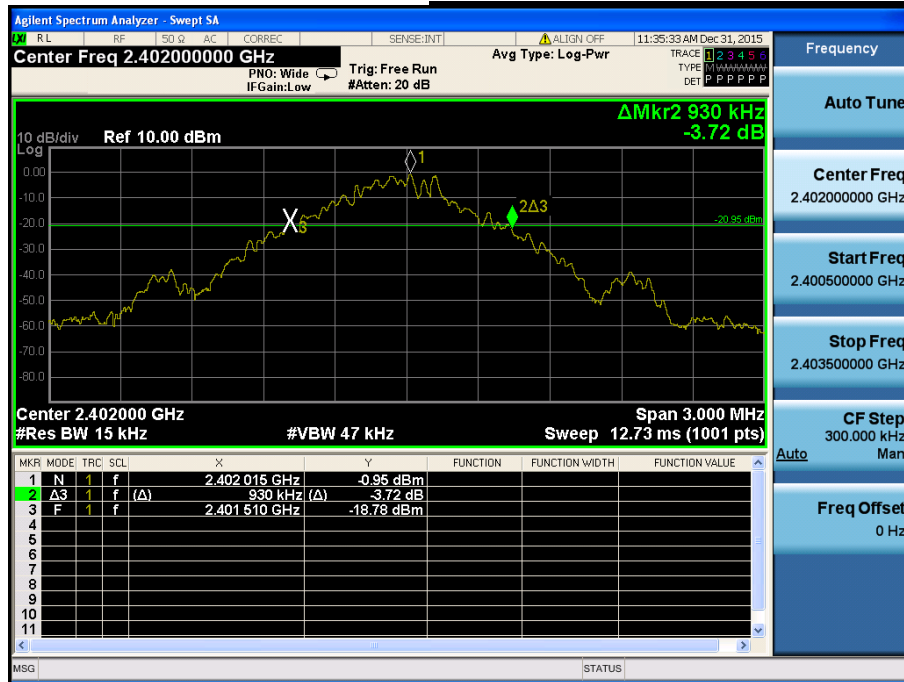 Agilent Spectrum Analyzer - Swept SA
LXI RL RF 50 Ω AC CORREC SENSE:INT ALIGN OFF 11:35:33 AM Dec 31, 2015
Center Freq 2.402000000 GHz
PNO: Wide
IFGain:Low
Trig: Free Run
#Atten: 20 dB
Avg Type: Log-Pwr
TRACE 1 2 3 4 5 6
TYPE M WWWWW
DET P P P P P P
ΔMkr2 930 kHz
-3.72 dB
10 dB/div Ref 10.00 dBm
Log
0.00
-10.0
-20.0
-30.0
-40.0
-50.0
-60.0
-70.0
-80.0
1
2Δ3
3
-20.95 dBm
Center 2.402000 GHz Span 3.000 MHz
#Res BW 15 kHz #VBW 47 kHz Sweep 12.73 ms (1001 pts)
MKR MODE TRC SCL X Y FUNCTION FUNCTION WIDTH FUNCTION VALUE
1 N 1 f 2.402 015 GHz -0.95 dBm
2 Δ3 1 f (Δ) 930 kHz (Δ) -3.72 dB
3 F 1 f 2.401 510 GHz -18.78 dBm
4
5
6
7
8
9
10
11
MSG STATUS
Frequency
Auto Tune
Center Freq
2.402000000 GHz
Start Freq
2.400500000 GHz
Stop Freq
2.403500000 GHz
CF Step
300.000 kHz
Auto Man
Freq Offset
0 Hz